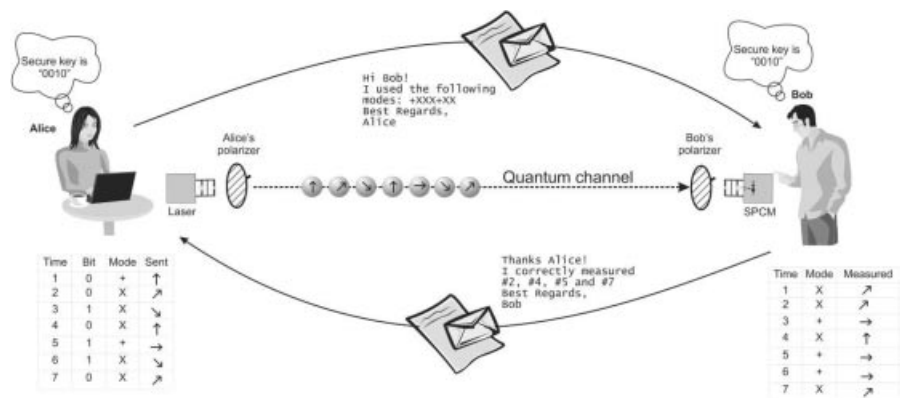 Secure key is
"0010"
Alice
Hi Bob!
I used the following
modes: +XXX+XX
Best Regards,
Alice
Secure key is
"0010"
Bob
Alice's
polarizer
Laser
Quantum channel
Bob's
polarizer
SPCM
Time Bit Mode Sent
1 0 + ↑
2 0 X ↗
3 1 X ↘
4 0 X ↑
5 1 + →
6 1 X ↘
7 0 X ↗
Thanks Alice!
I correctly measured
#2, #4, #5 and #7
Best Regards,
Bob
Time Mode Measured
1 X ↗
2 X ↗
3 + →
4 X ↑
5 + →
6 + →
7 X ↗